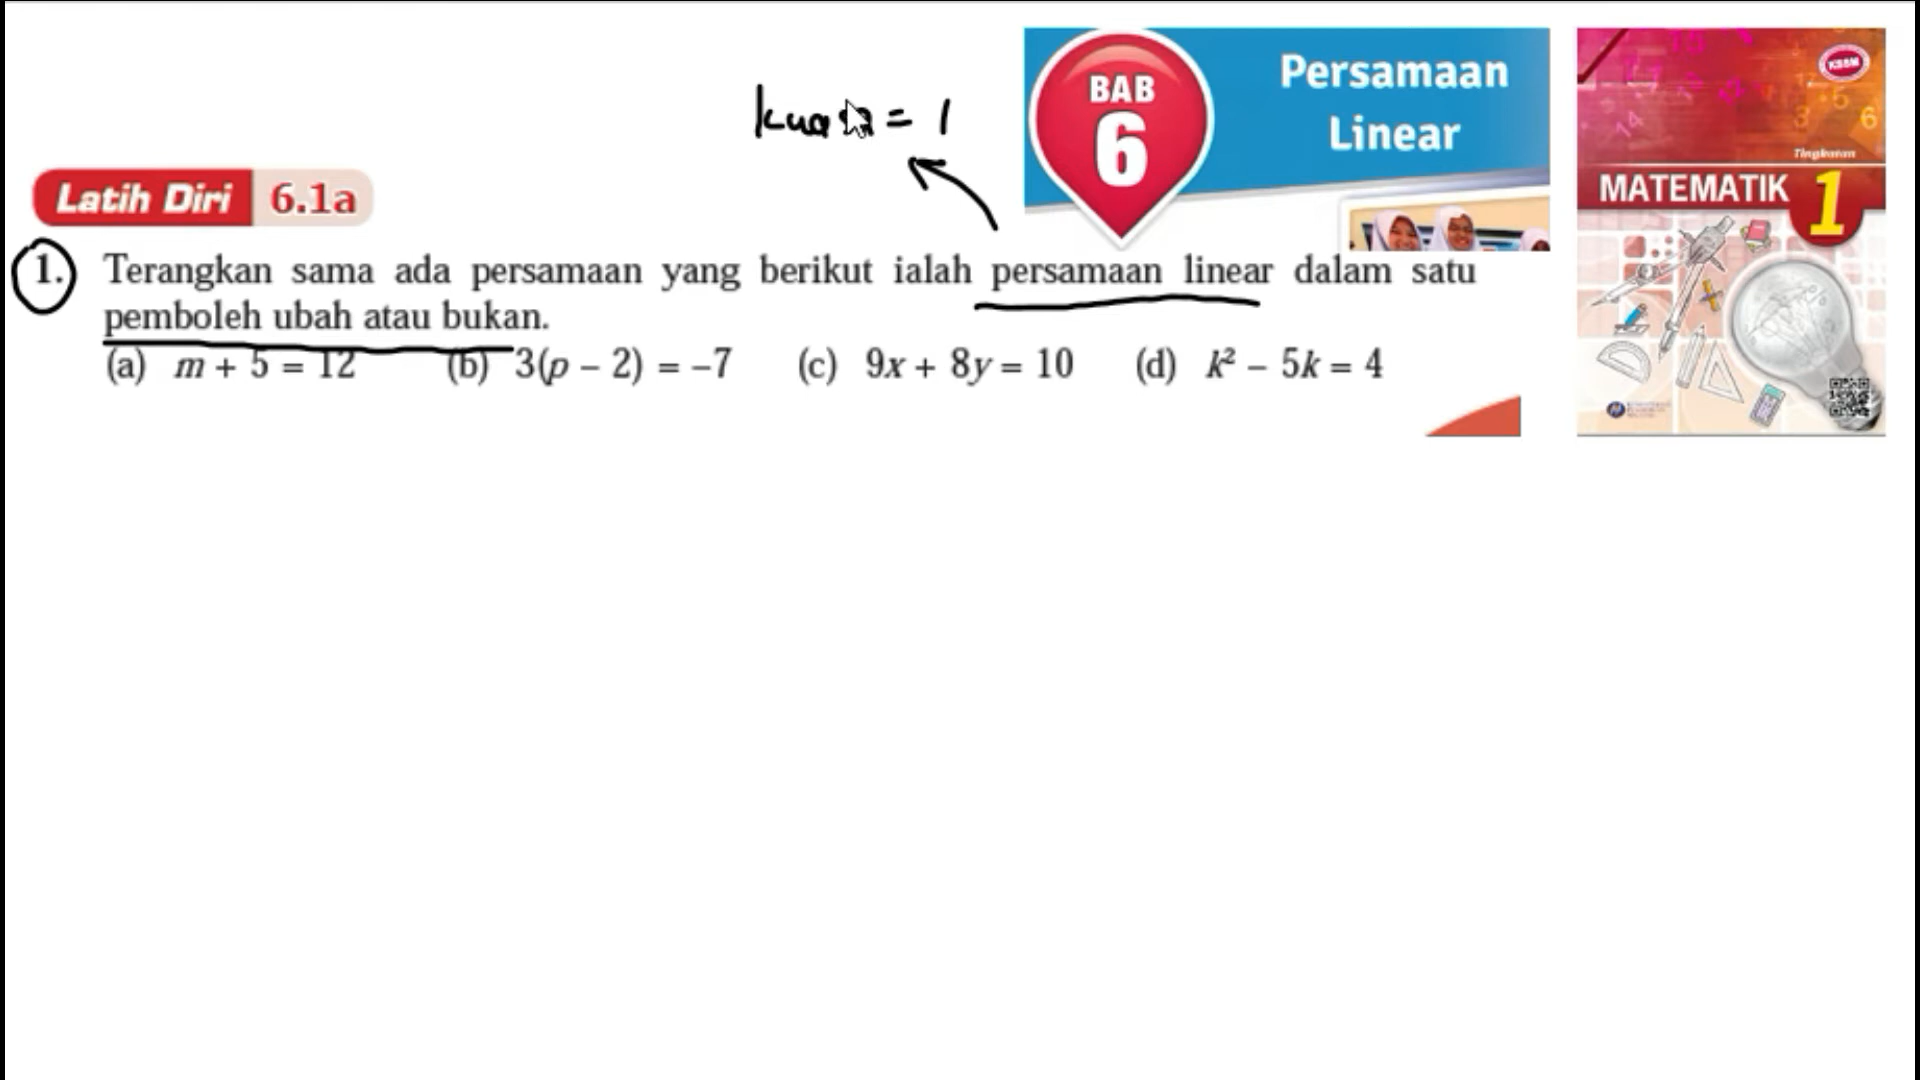 kuasa = 1
BAB
6
Persamaan
Linear
KSSM
Tingkatan
MATEMATIK 1
Latih Diri 6.1a
1. Terangkan sama ada persamaan yang berikut ialah persamaan linear dalam satu
pemboleh ubah atau bukan.
(a) m + 5 = 12 (b) 3(p – 2) = –7 (c) 9x + 8y = 10 (d) k² – 5k = 4